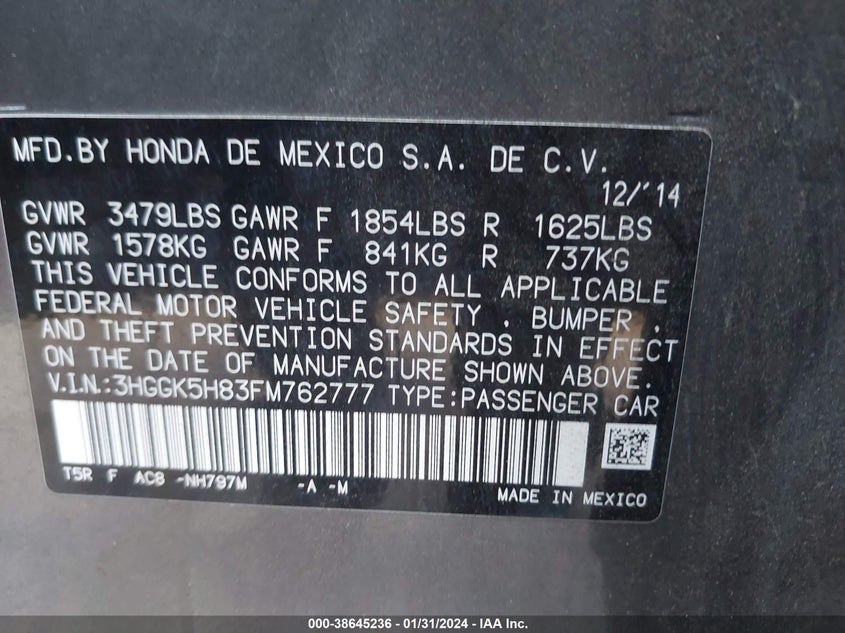 MFD.BY HONDA DE MEXICO S.A. DE C.V.
12/'14
GVWR 3479LBS GAWR F 1854LBS R 1625LBS
GVWR 1578KG GAWR F 841KG R 737KG
THIS VEHICLE CONFORMS TO ALL APPLICABLE
FEDERAL MOTOR VEHICLE SAFETY , BUMPER ,
AND THEFT PREVENTION STANDARDS IN EFFECT
ON THE DATE OF MANUFACTURE SHOWN ABOVE.
V.I.N.:3HGGK5H83FM762777 TYPE:PASSENGER CAR
T5R F AC8 -NH797M -A -M
MADE IN MEXICO
000-38645236 - 01/31/2024 - IAA Inc.